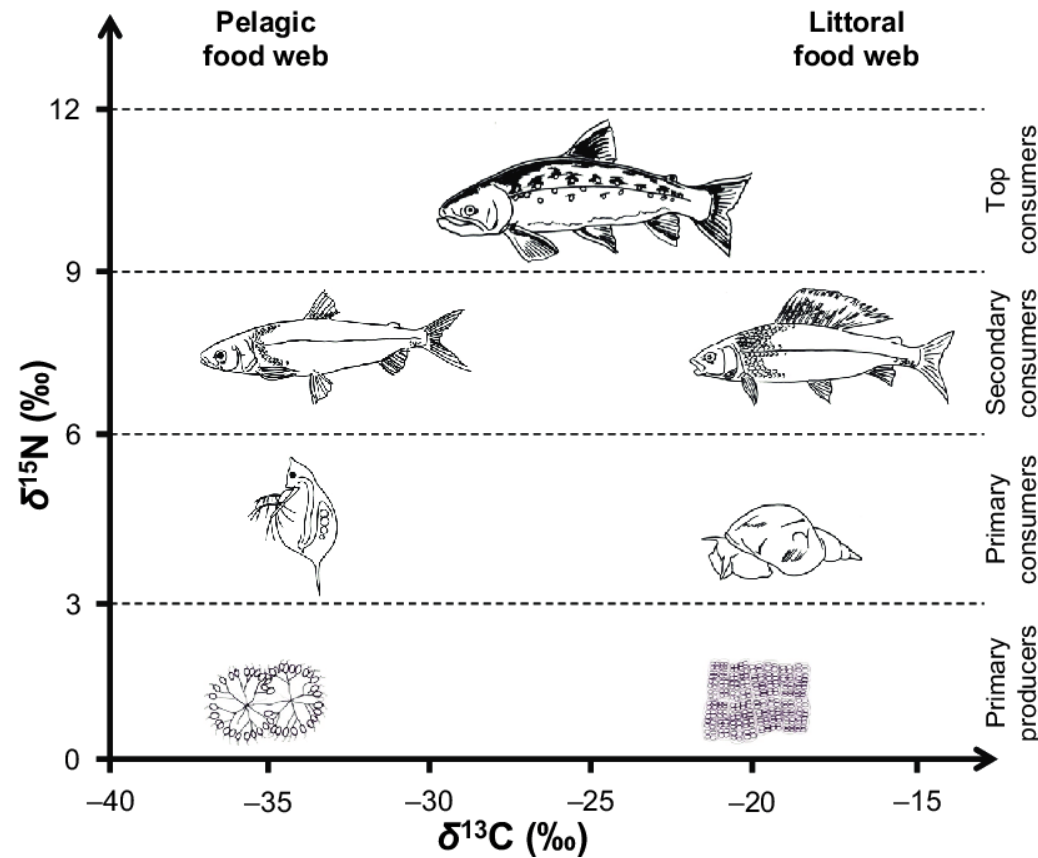 Pelagic
food web
Littoral
food web
12
9
6
3
0
δ¹⁵N (‰)
Top
consumers
Secondary
consumers
Primary
consumers
Primary
producers
–40
–35
–30
–25
–20
–15
δ¹³C (‰)